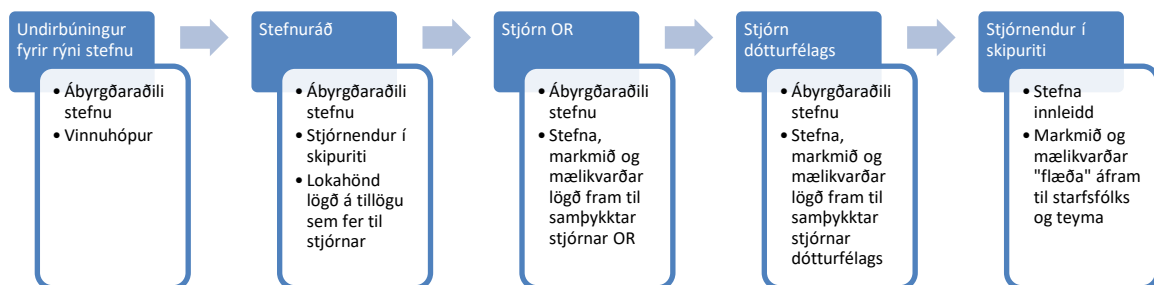 Undirbúningur
fyrir rýni stefnu
• Ábyrgðaraðili
stefnu
• Vinnuhópur
Stefnuráð
• Ábyrgðaraðili
stefnu
• Stjórnendur í
skipuriti
• Lokahönd
lögð á tillögu
sem fer til
stjórnar
Stjórn OR
• Ábyrgðaraðili
stefnu
• Stefna,
markmið og
mælikvarðar
lögð fram til
samþykktar
stjórnar OR
Stjórn
dótturfélags
• Ábyrgðaraðili
stefnu
• Stefna,
markmið og
mælikvarðar
lögð fram til
samþykktar
stjórnar
dótturfélags
Stjórnendur í
skipuriti
• Stefna
innleidd
• Markmið og
mælikvarðar
"flæða" áfram
til starfsfólks
og teyma